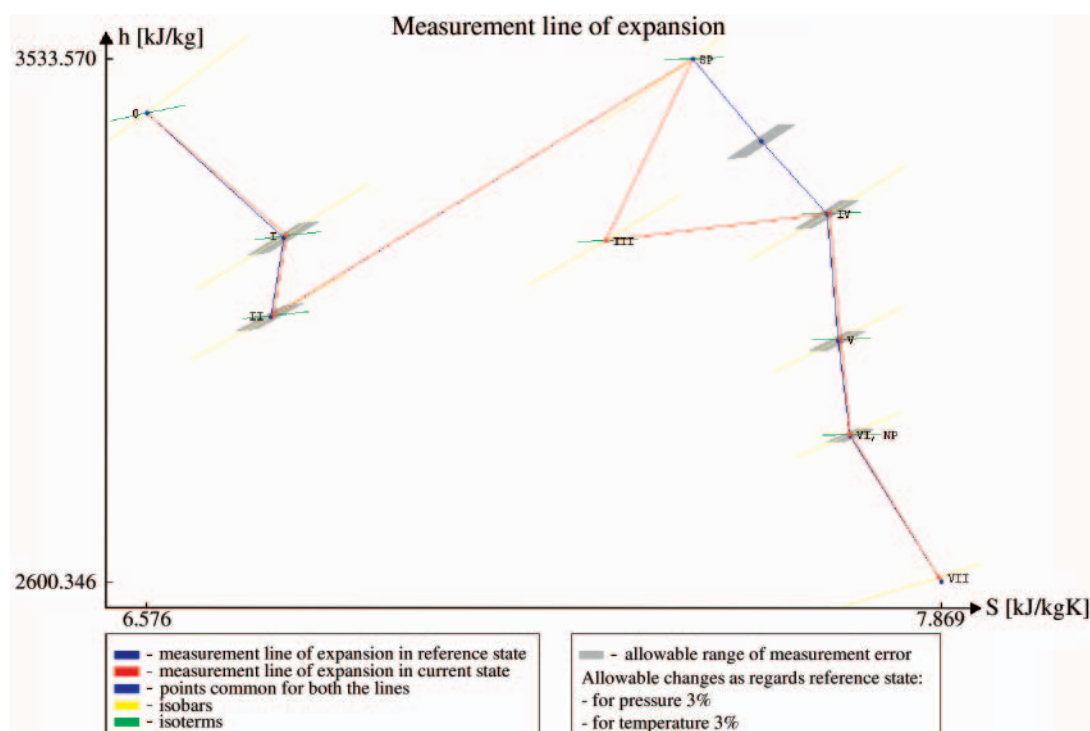 Measurement line of expansion
h [kJ/kg]
3533.570
SP
0
I
IV
III
II
V
VI, NP
VII
2600.346
6.576
7.869
S [kJ/kgK]
- measurement line of expansion in reference state
- measurement line of expansion in current state
- points common for both the lines
- isobars
- isoterms
- allowable range of measurement error
Allowable changes as regards reference state:
- for pressure 3%
- for temperature 3%